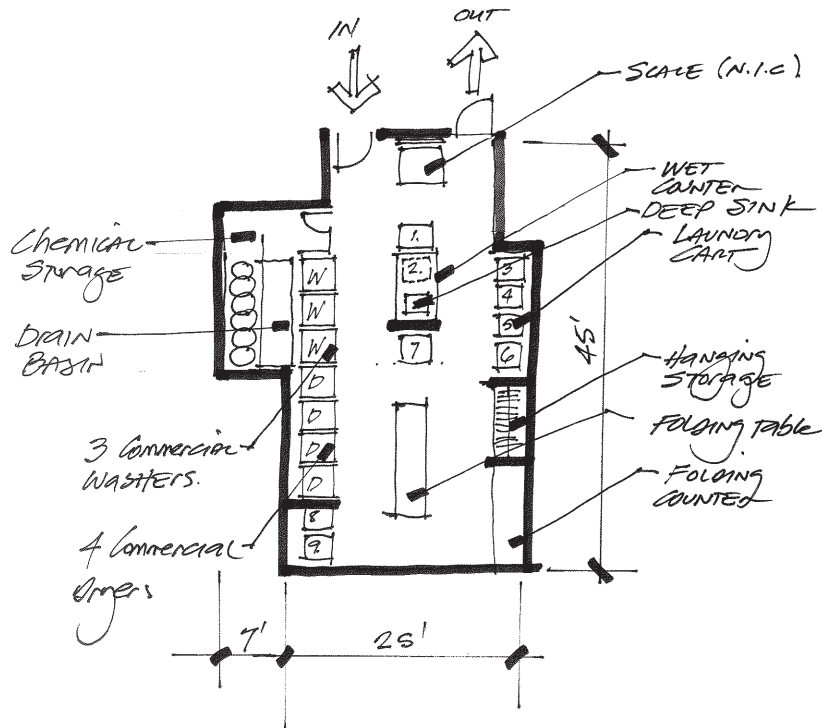 IN
OUT
SCALE (N.I.C)
WET
COUNTER
DEEP SINK
LAUNDRY
CART
Chemical
Storage
DRAIN
BASIN
1.
2.
3
4
5
6
7
W
W
W
D
D
D
D
8
9.
45'
HANGING
STORAGE
FOLDING TABLE
FOLDING
COUNTER
3 Commercial
WASHERS.
4 Commercial
Dryers
7'
25'